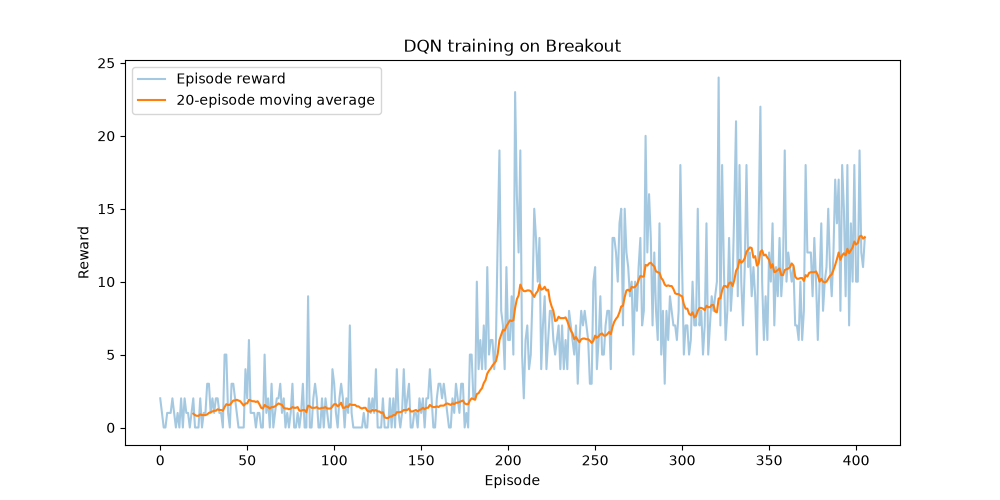 DQN training on Breakout
Episode reward
20-episode moving average
25
20
15
10
5
0
Reward
0 50 100 150 200 250 300 350 400
Episode